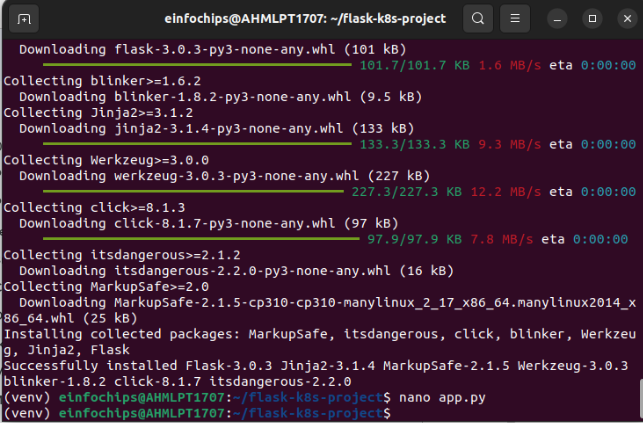 einfochips@AHMLPT1707: ~/flask-k8s-project
Downloading flask-3.0.3-py3-none-any.whl (101 kB)
101.7/101.7 KB 1.6 MB/s eta 0:00:00
Collecting blinker>=1.6.2
Downloading blinker-1.8.2-py3-none-any.whl (9.5 kB)
Collecting Jinja2>=3.1.2
Downloading jinja2-3.1.4-py3-none-any.whl (133 kB)
133.3/133.3 KB 9.3 MB/s eta 0:00:00
Collecting Werkzeug>=3.0.0
Downloading werkzeug-3.0.3-py3-none-any.whl (227 kB)
227.3/227.3 KB 12.2 MB/s eta 0:00:00
Collecting click>=8.1.3
Downloading click-8.1.7-py3-none-any.whl (97 kB)
97.9/97.9 KB 7.8 MB/s eta 0:00:00
Collecting itsdangerous>=2.1.2
Downloading itsdangerous-2.2.0-py3-none-any.whl (16 kB)
Collecting MarkupSafe>=2.0
Downloading MarkupSafe-2.1.5-cp310-cp310-manylinux_2_17_x86_64.manylinux2014_x
86_64.whl (25 kB)
Installing collected packages: MarkupSafe, itsdangerous, click, blinker, Werkzeu
g, Jinja2, Flask
Successfully installed Flask-3.0.3 Jinja2-3.1.4 MarkupSafe-2.1.5 Werkzeug-3.0.3
blinker-1.8.2 click-8.1.7 itsdangerous-2.2.0
(venv) einfochips@AHMLPT1707:~/flask-k8s-project$ nano app.py
(venv) einfochips@AHMLPT1707:~/flask-k8s-project$